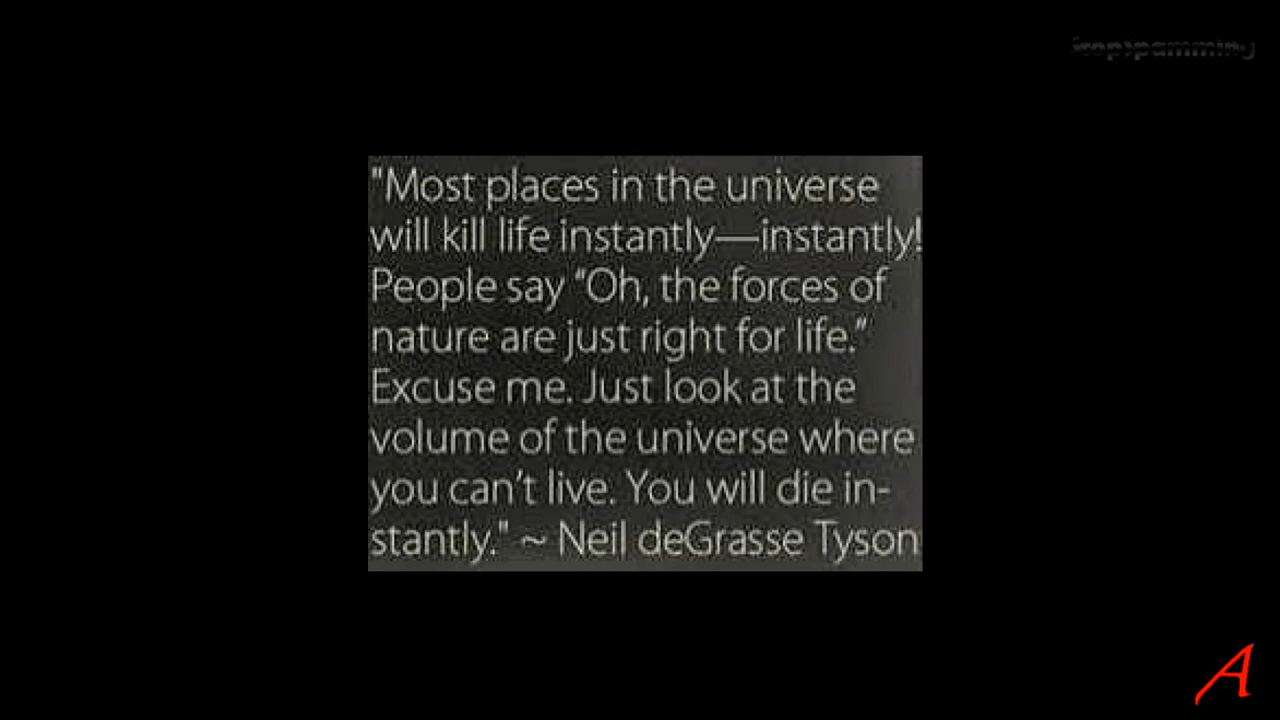 "Most places in the universe
will kill life instantly—instantly!
People say “Oh, the forces of
nature are just right for life.”
Excuse me. Just look at the
volume of the universe where
you can’t live. You will die in-
stantly." ~ Neil deGrasse Tyson
A